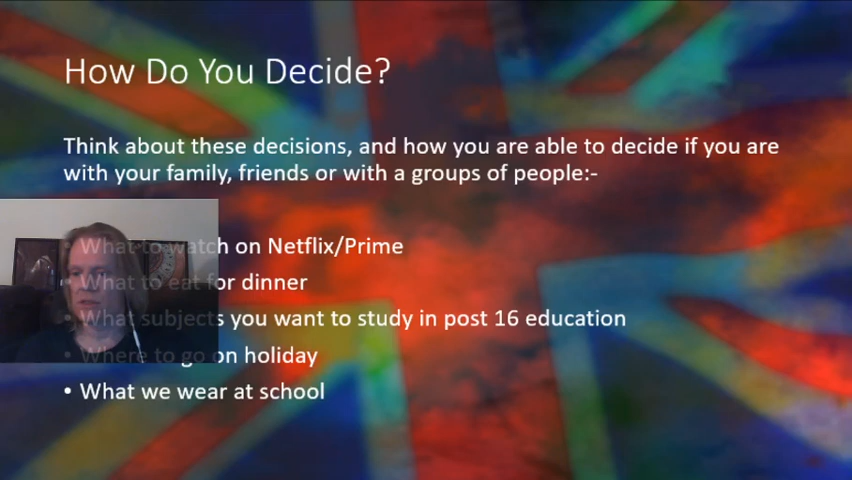 How Do You Decide?
Think about these decisions, and how you are able to decide if you are
with your family, friends or with a groups of people:-
• What to watch on Netflix/Prime
• What to eat for dinner
• What subjects you want to study in post 16 education
• Where to go on holiday
• What we wear at school